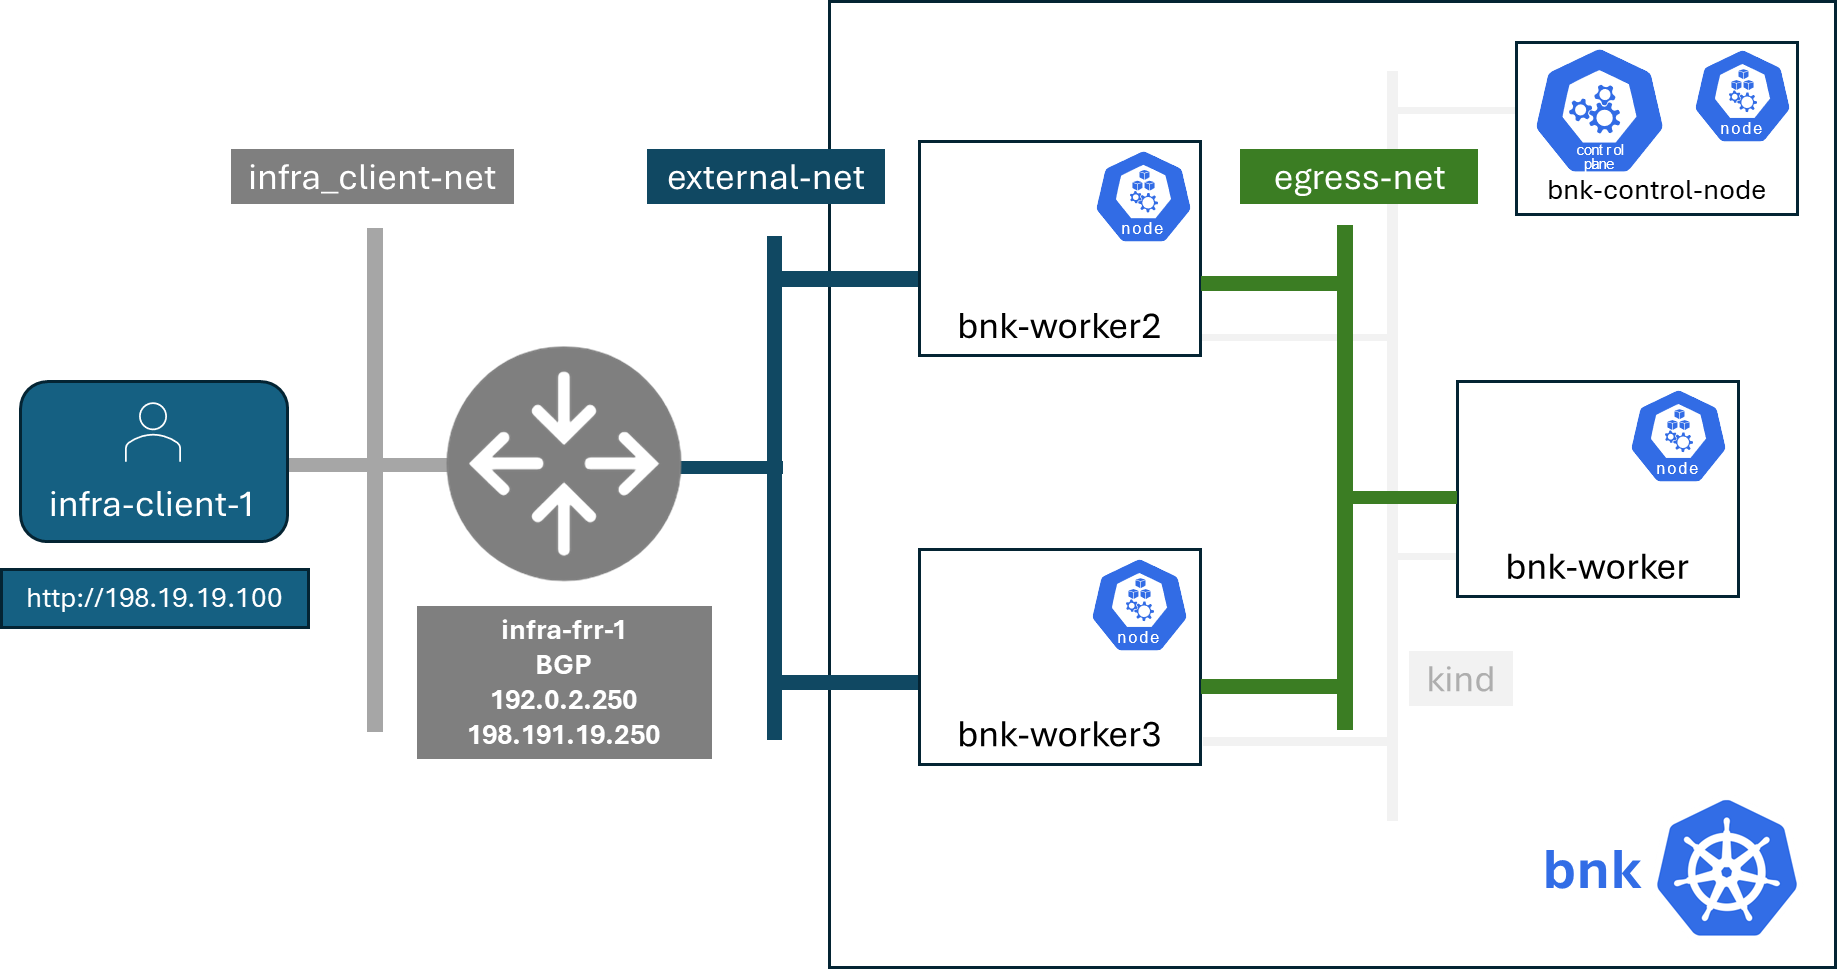 infra_client-net
external-net
egress-net
node
control
plane
node
bnk-control-node
bnk-worker2
infra-client-1
http://198.19.19.100
infra-frr-1
BGP
192.0.2.250
198.191.19.250
node
bnk-worker
node
bnk-worker3
kind
bnk